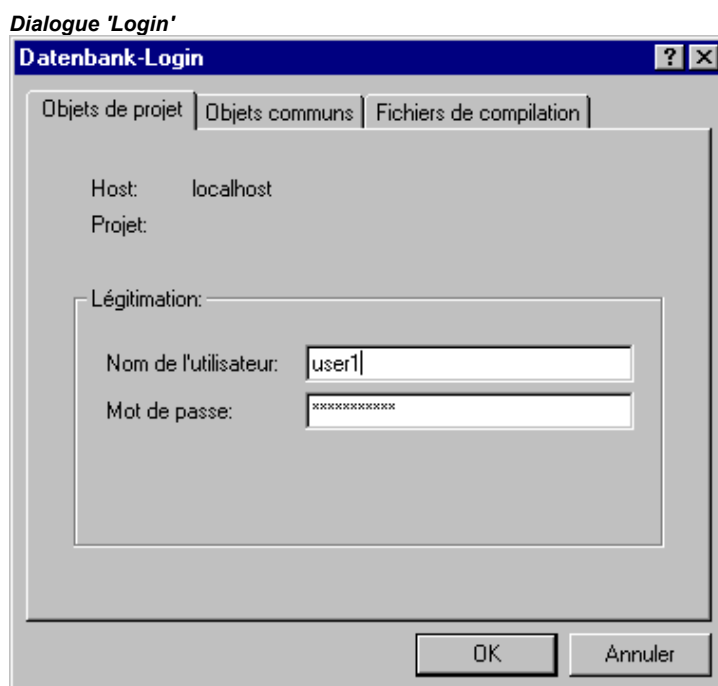 Dialogue 'Login'
Datenbank-Login
Objets de projet Objets communs Fichiers de compilation
Host: localhost
Projet:
Légitimation:
Nom de l'utilisateur: user1
Mot de passe: ***********
OK Annuler